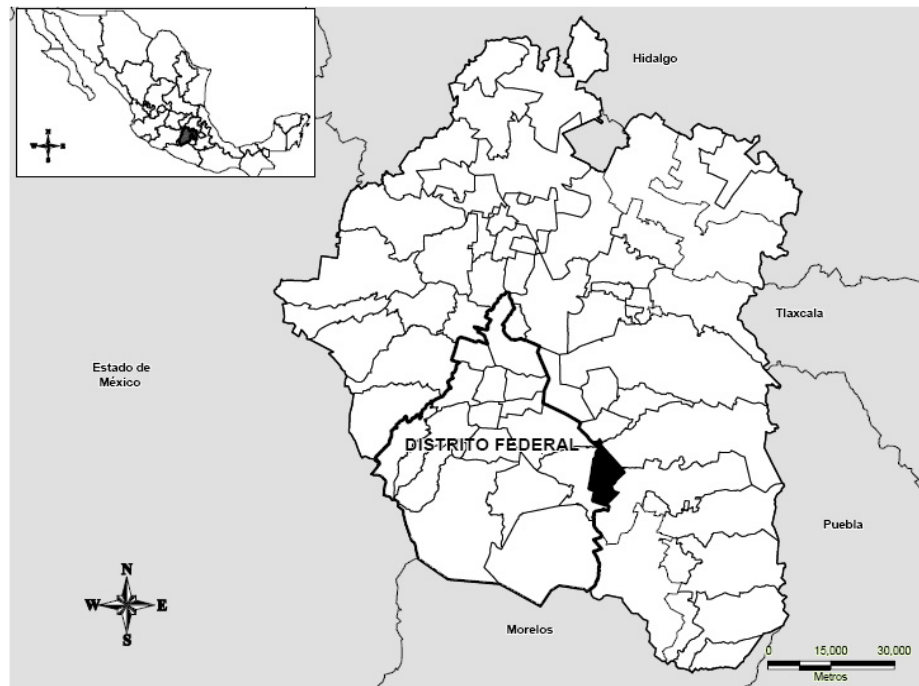 N
W E
S
Hidalgo
Tlaxcala
Estado de
México
DISTRITO FEDERAL
Puebla
N
W E
S
Morelos
0 15,000 30,000
Metros